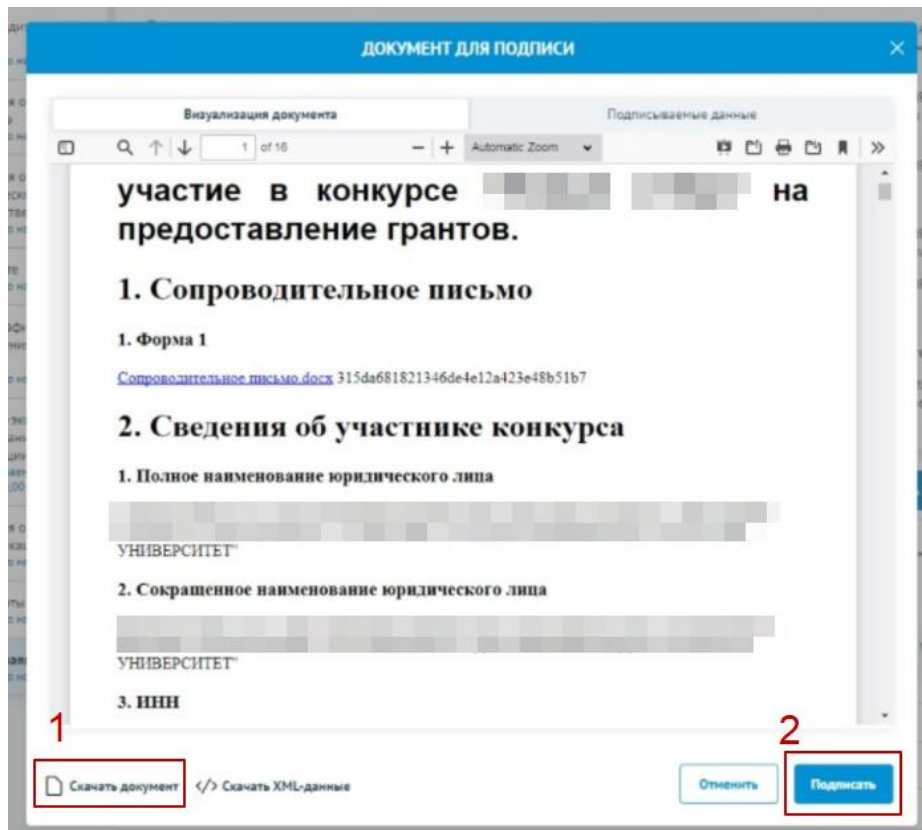 ДОКУМЕНТ ДЛЯ ПОДПИСИ
Визуализация документа
Подписываемые данные
1 of 16
Automatic Zoom
участие в конкурсе на
предоставление грантов.
1. Сопроводительное письмо
1. Форма 1
Сопроводительное письмо.docx 315da681821346de4e12a423e48b51b7
2. Сведения об участнике конкурса
1. Полное наименование юридического лица
УНИВЕРСИТЕТ"
2. Сокращенное наименование юридического лица
УНИВЕРСИТЕТ"
3. ИНН
1
2
Скачать документ </> Скачать XML-данные
Отменить
Подписать